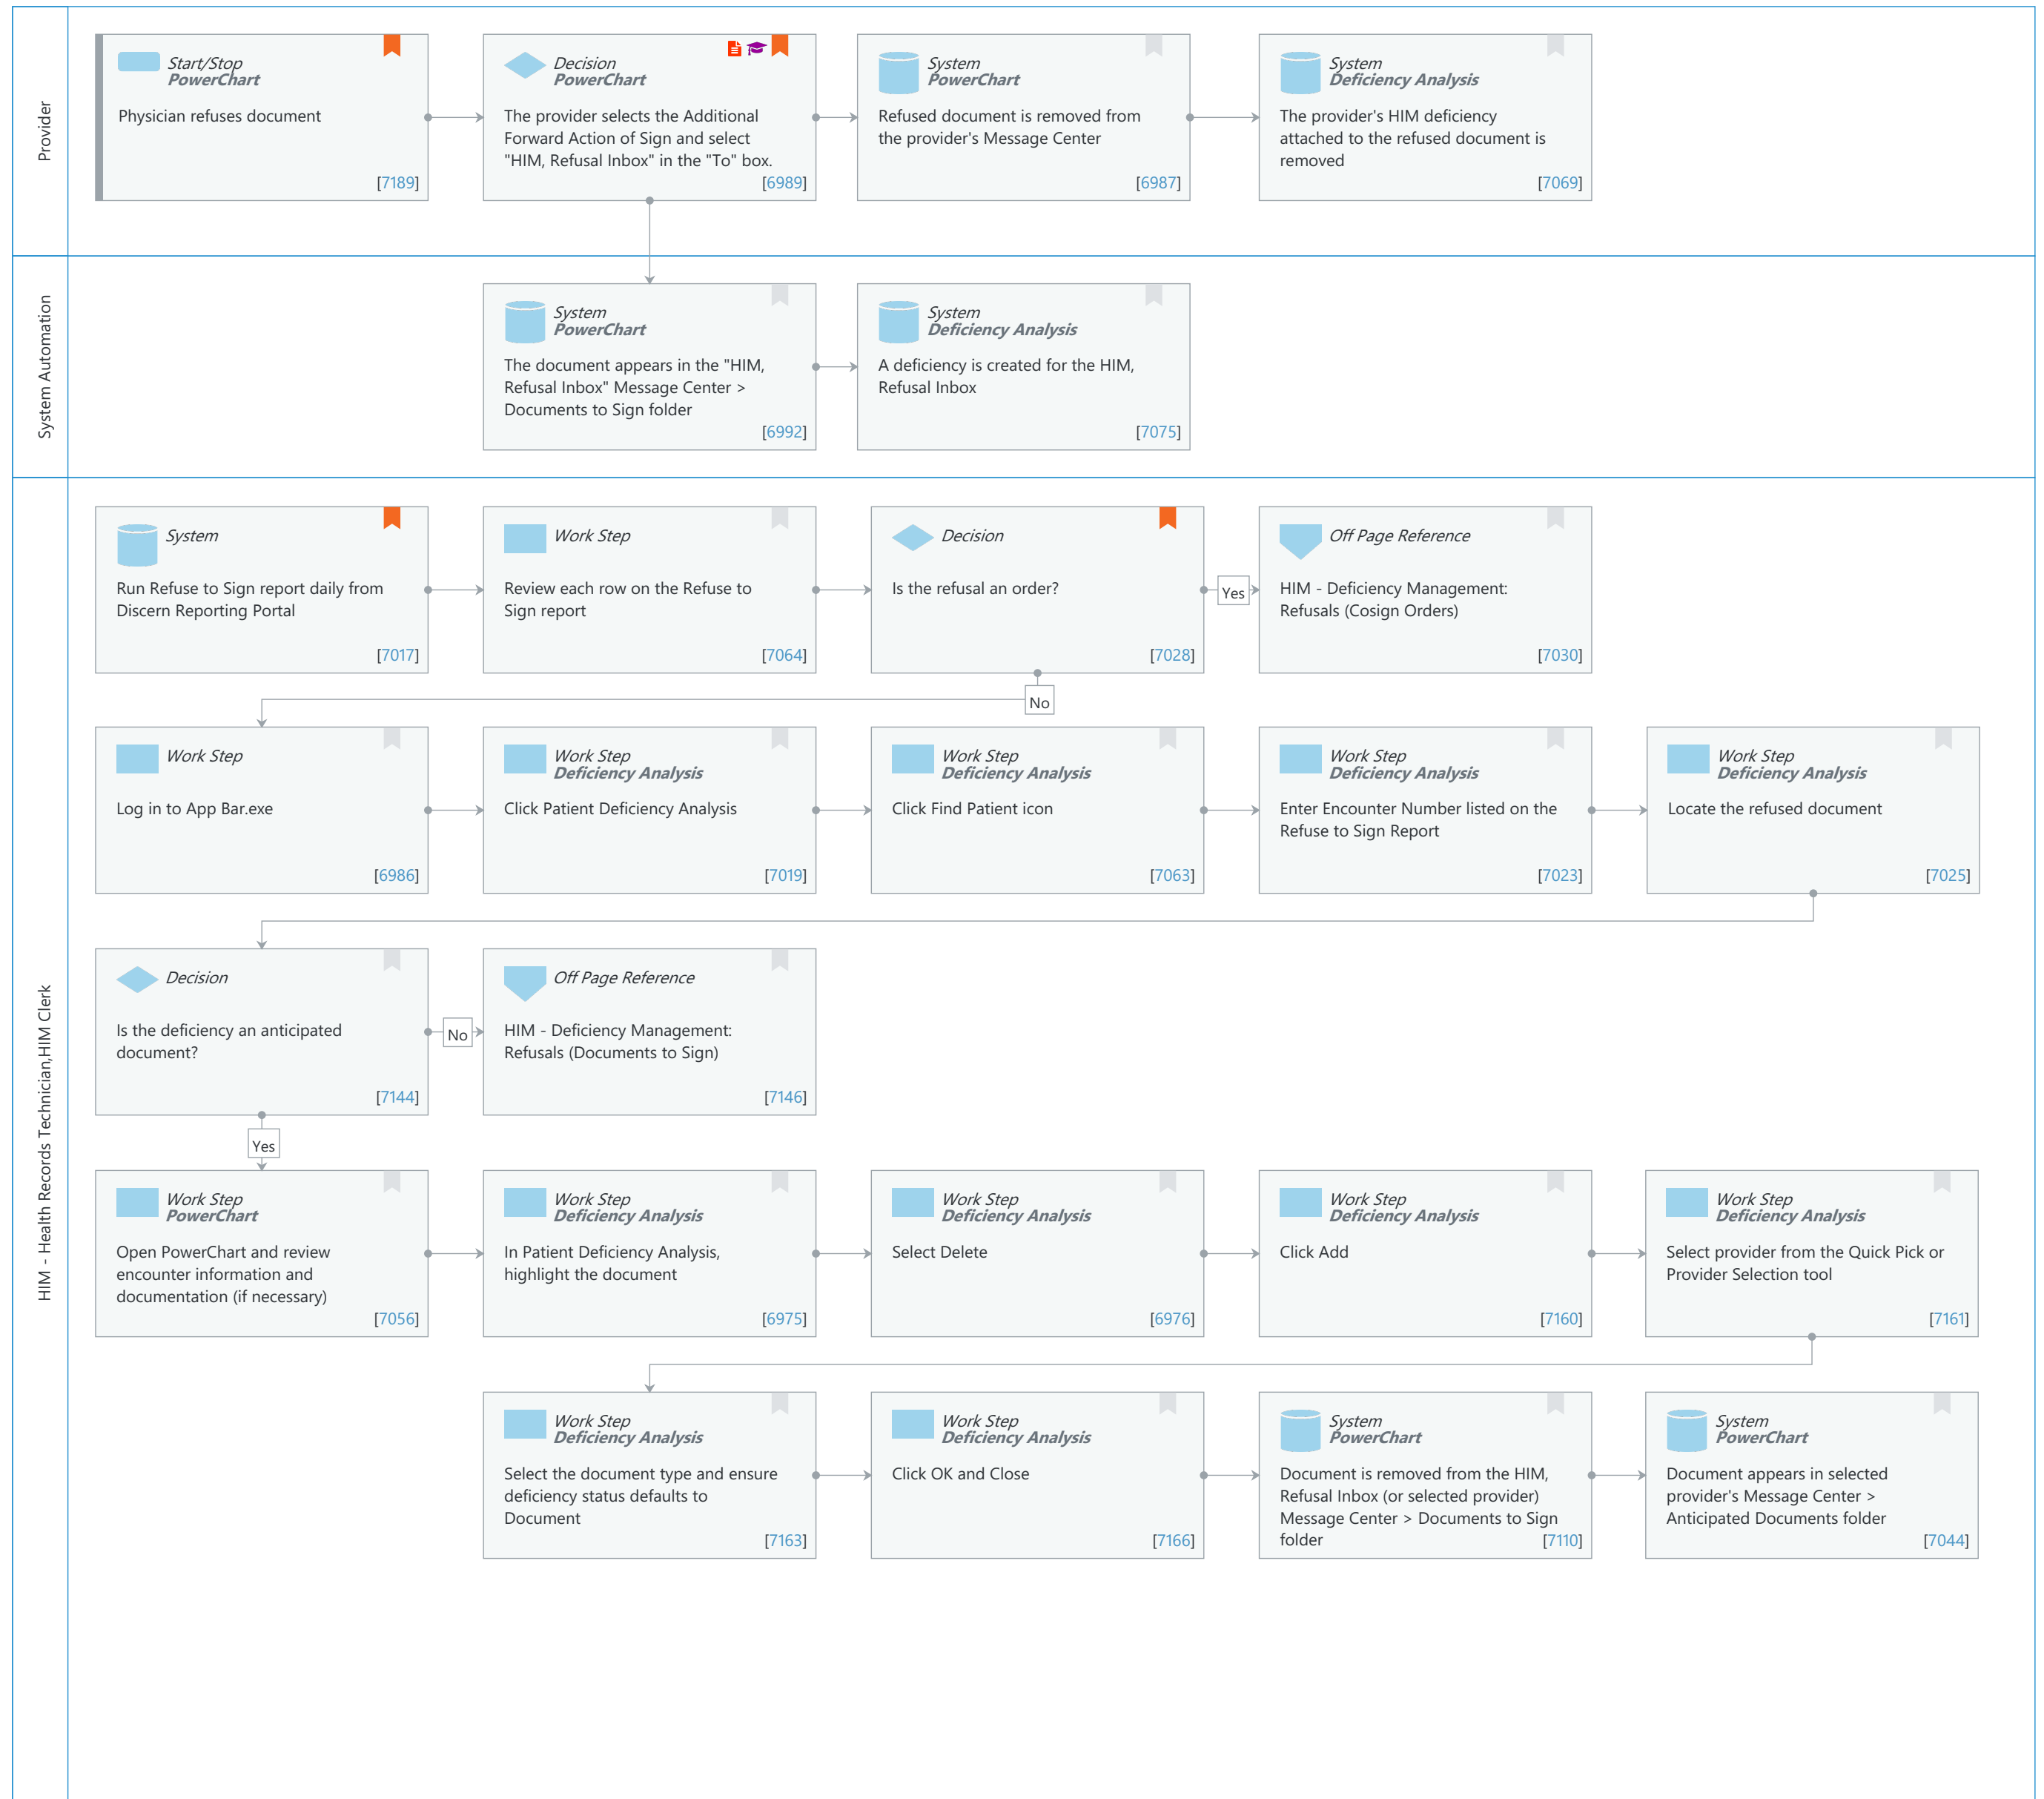 Provider
Start/Stop
PowerChart
Physician refuses document
[7189]
Decision
PowerChart
The provider selects the Additional
Forward Action of Sign and select
"HIM, Refusal Inbox" in the "To" box.
[6989]
System
PowerChart
Refused document is removed from
the provider's Message Center
[6987]
System
Deficiency Analysis
The provider's HIM deficiency
attached to the refused document is
removed
[7069]
System Automation
System
PowerChart
The document appears in the "HIM,
Refusal Inbox" Message Center >
Documents to Sign folder
[6992]
System
Deficiency Analysis
A deficiency is created for the HIM,
Refusal Inbox
[7075]
HIM - Health Records Technician,HIM Clerk
System
Run Refuse to Sign report daily from
Discern Reporting Portal
[7017]
Work Step
Review each row on the Refuse to
Sign report
[7064]
Decision
Is the refusal an order?
[7028]
Yes
Off Page Reference
HIM - Deficiency Management:
Refusals (Cosign Orders)
[7030]
No
Work Step
Log in to App Bar.exe
[6986]
Work Step
Deficiency Analysis
Click Patient Deficiency Analysis
[7019]
Work Step
Deficiency Analysis
Click Find Patient icon
[7063]
Work Step
Deficiency Analysis
Enter Encounter Number listed on the
Refuse to Sign Report
[7023]
Work Step
Deficiency Analysis
Locate the refused document
[7025]
Decision
Is the deficiency an anticipated
document?
[7144]
No
Off Page Reference
HIM - Deficiency Management:
Refusals (Documents to Sign)
[7146]
Yes
Work Step
PowerChart
Open PowerChart and review
encounter information and
documentation (if necessary)
[7056]
Work Step
Deficiency Analysis
In Patient Deficiency Analysis,
highlight the document
[6975]
Work Step
Deficiency Analysis
Select Delete
[6976]
Work Step
Deficiency Analysis
Click Add
[7160]
Work Step
Deficiency Analysis
Select provider from the Quick Pick or
Provider Selection tool
[7161]
Work Step
Deficiency Analysis
Select the document type and ensure
deficiency status defaults to
Document
[7163]
Work Step
Deficiency Analysis
Click OK and Close
[7166]
System
PowerChart
Document is removed from the HIM,
Refusal Inbox (or selected provider)
Message Center > Documents to Sign
folder
[7110]
System
PowerChart
Document appears in selected
provider's Message Center >
Anticipated Documents folder
[7044]